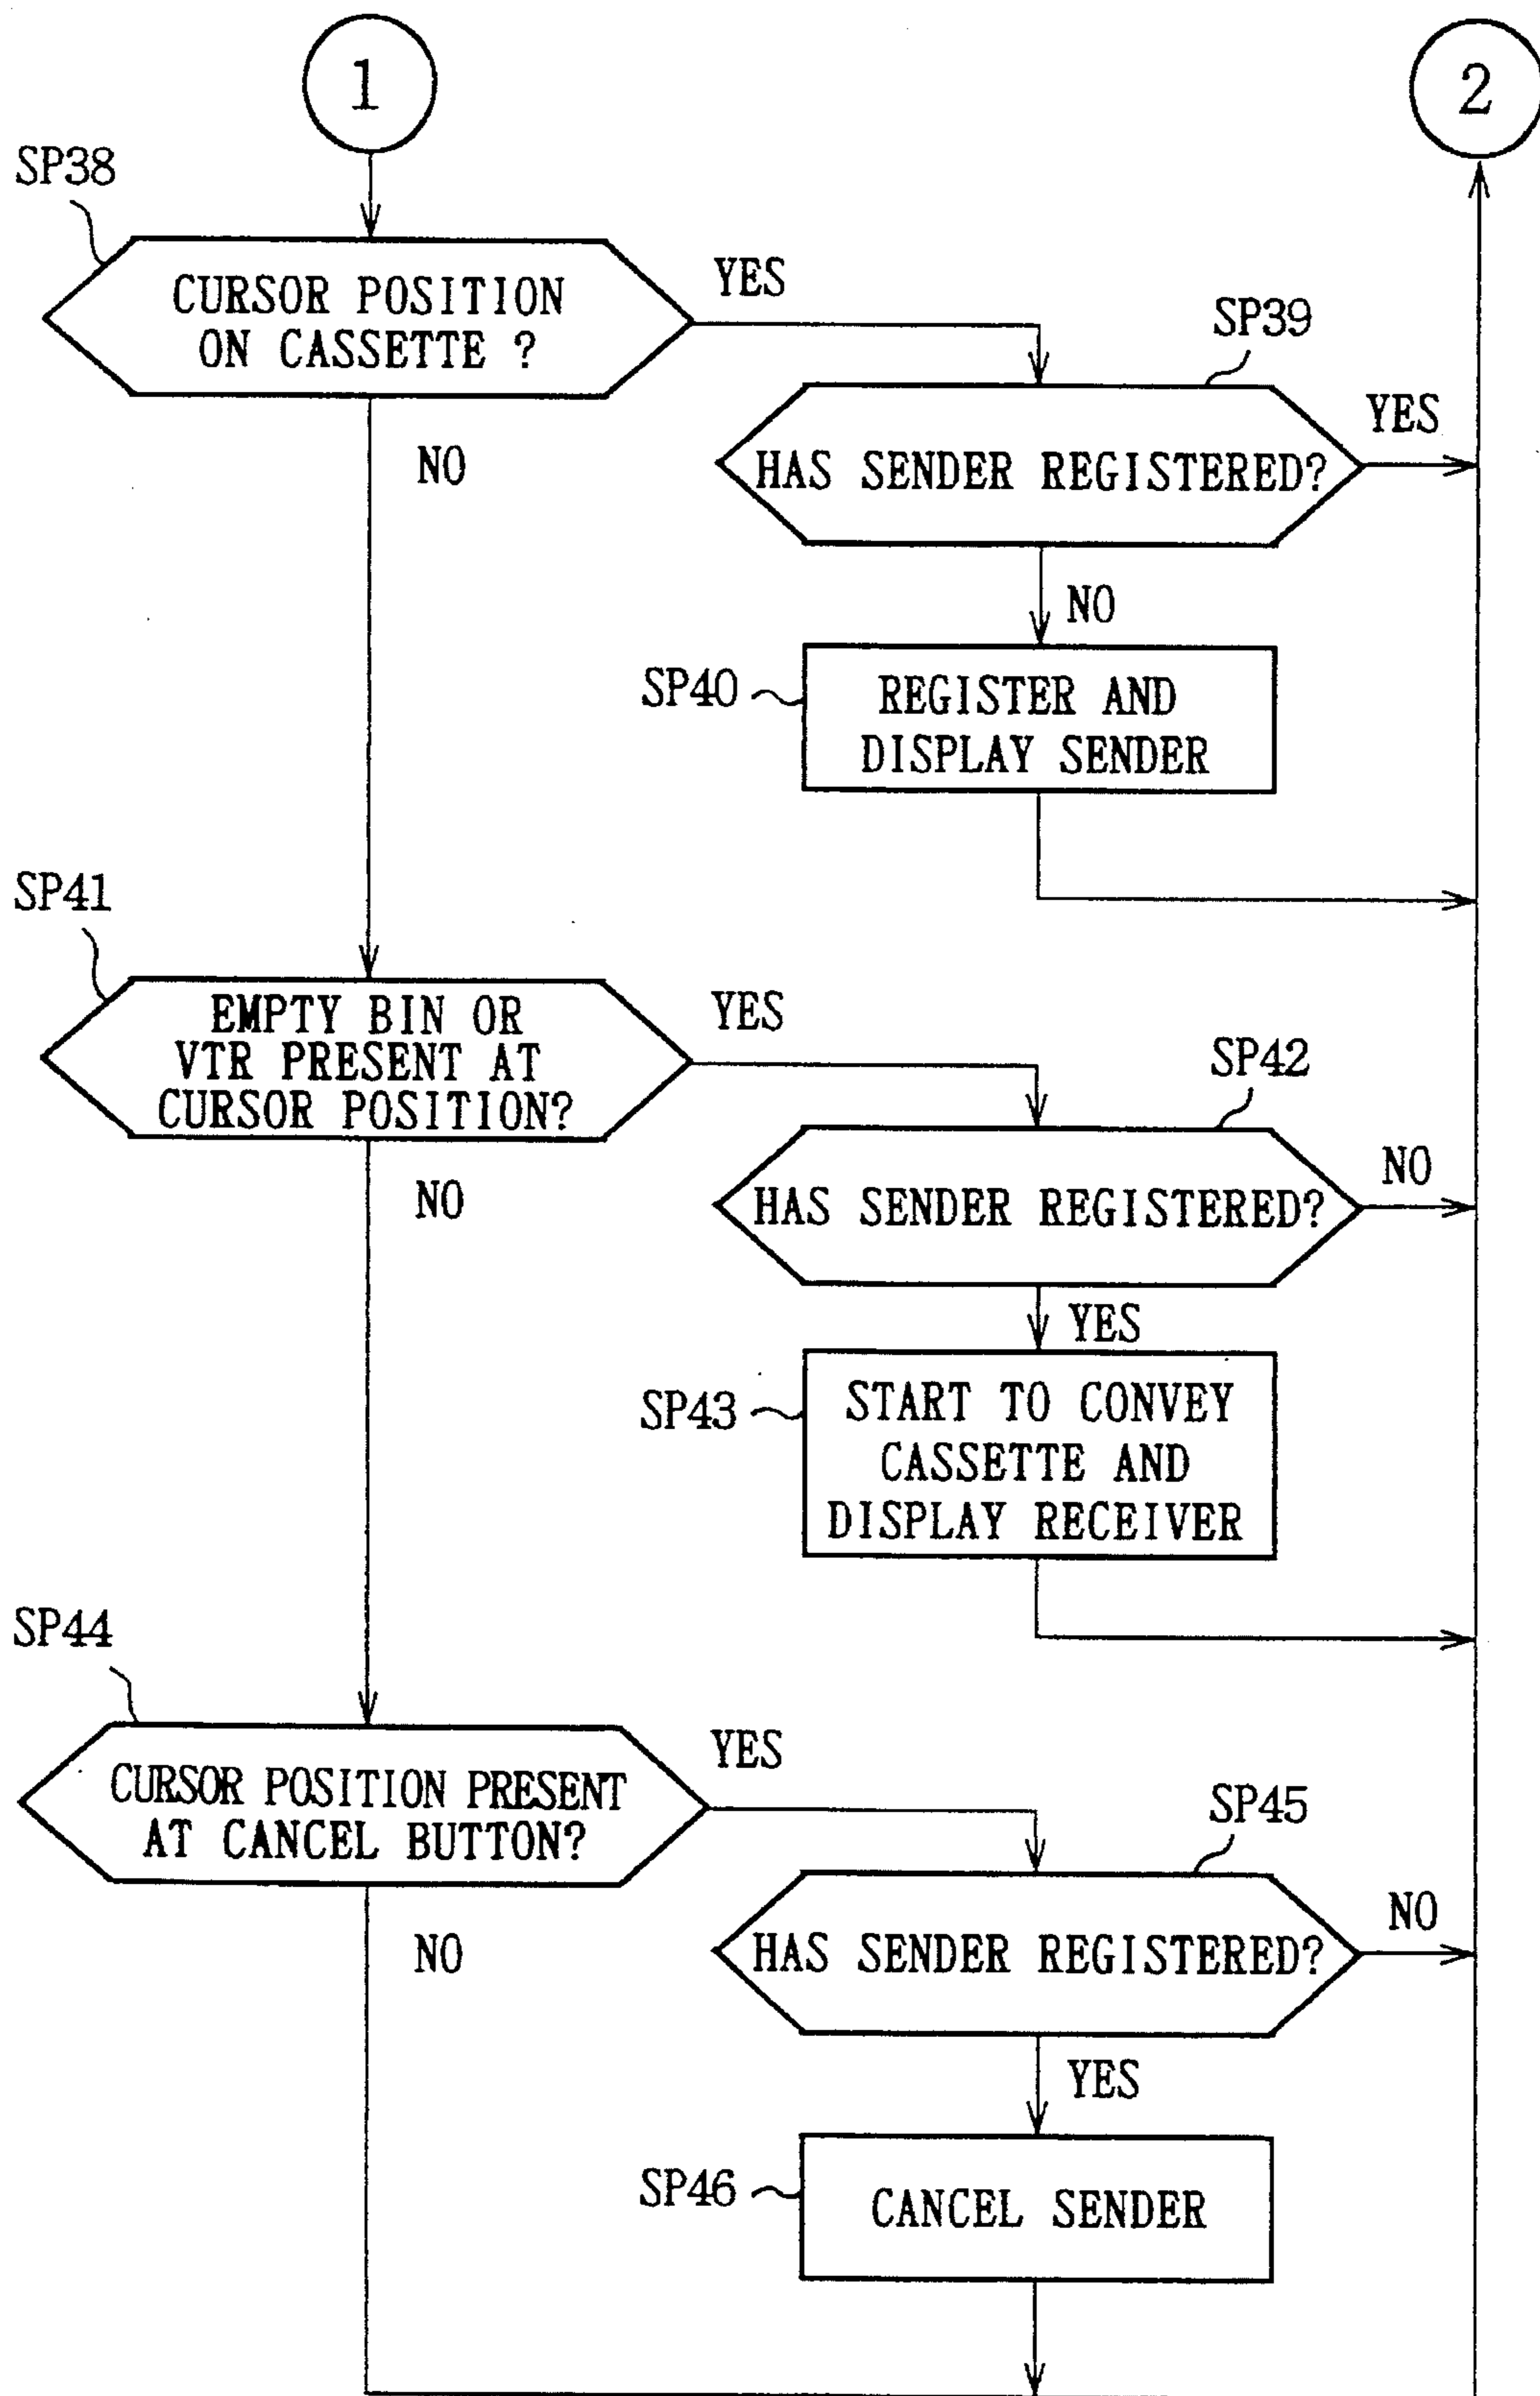 1
2
SP38
CURSOR POSITION
ON CASSETTE ?
YES
NO
SP39
HAS SENDER REGISTERED?
YES
NO
SP40
REGISTER AND
DISPLAY SENDER
SP41
EMPTY BIN OR
VTR PRESENT AT
CURSOR POSITION?
YES
NO
SP42
HAS SENDER REGISTERED?
NO
YES
SP43
START TO CONVEY
CASSETTE AND
DISPLAY RECEIVER
SP44
CURSOR POSITION PRESENT
AT CANCEL BUTTON?
YES
NO
SP45
HAS SENDER REGISTERED?
NO
YES
SP46
CANCEL SENDER